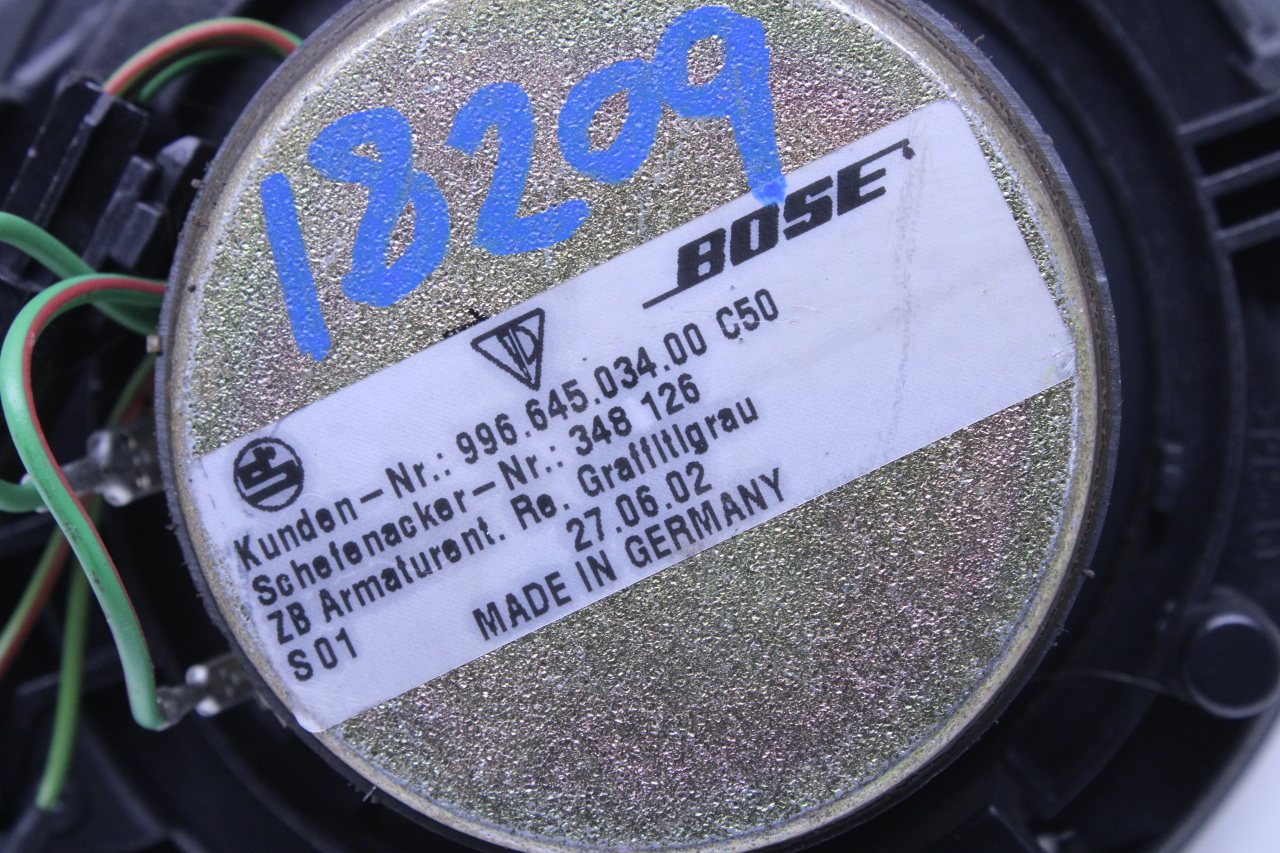 18209
BOSE
Kunden-Nr.: 996.645.034.00 C50
Schefenacker-Nr.: 348 126
ZB Armaturent. Re. Graffitigrau
S01 27.06.02
MADE IN GERMANY